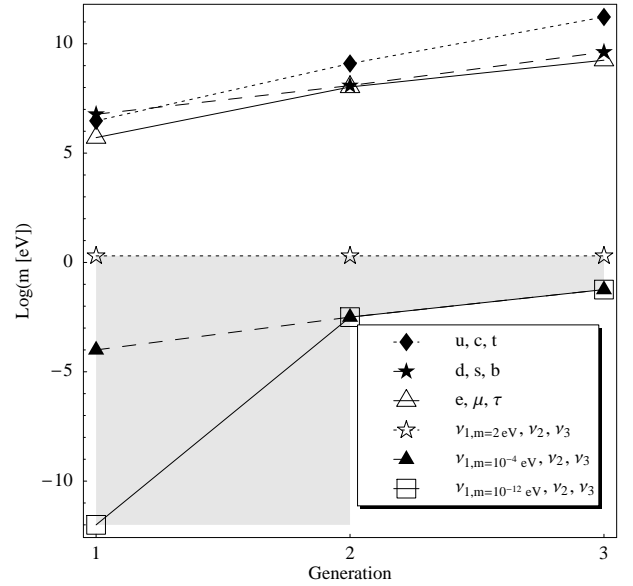 10
5
0
−5
−10
Log(m [eV])
u, c, t
d, s, b
e, μ, τ
ν1,m=2 eV, ν2, ν3
ν1,m=10−4 eV, ν2, ν3
ν1,m=10−12 eV, ν2, ν3
1 2 3
Generation